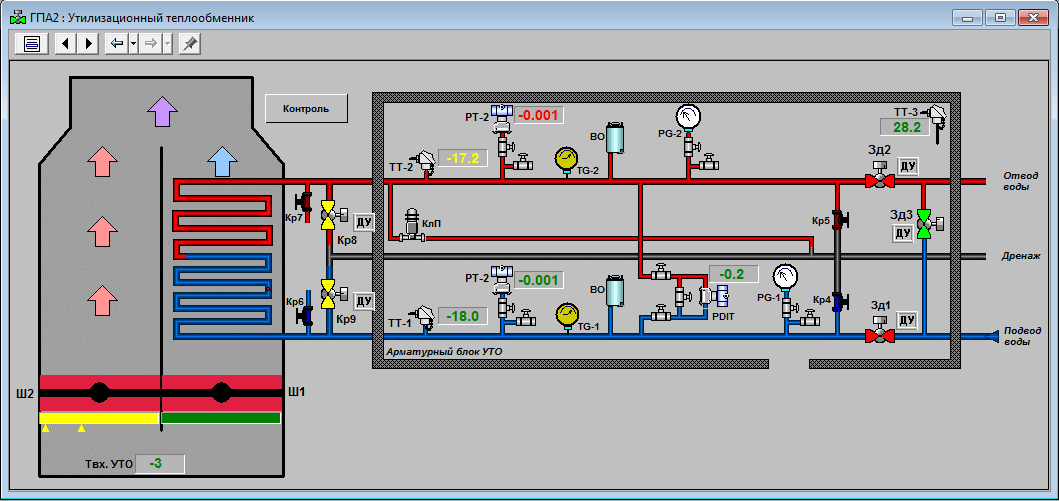 ГПА2 : Утилизационный теплообменник
Контроль
РТ-2
-0.001
ВО
PG-2
ТТ-3
28.2
Зд2
ДУ
ТТ-2
-17.2
TG-2
Отвод
воды
Кр7
Кр8
ДУ
КлП
Кр5
Зд3
ДУ
Дренаж
РТ-2
-0.001
ВО
-0.2
PDIT
PG-1
Кр4
Зд1
ДУ
Кр6
Кр9
ДУ
ТТ-1
-18.0
TG-1
Подвод
воды
Арматурный блок УТО
Ш2
Ш1
Твх. УТО
-3